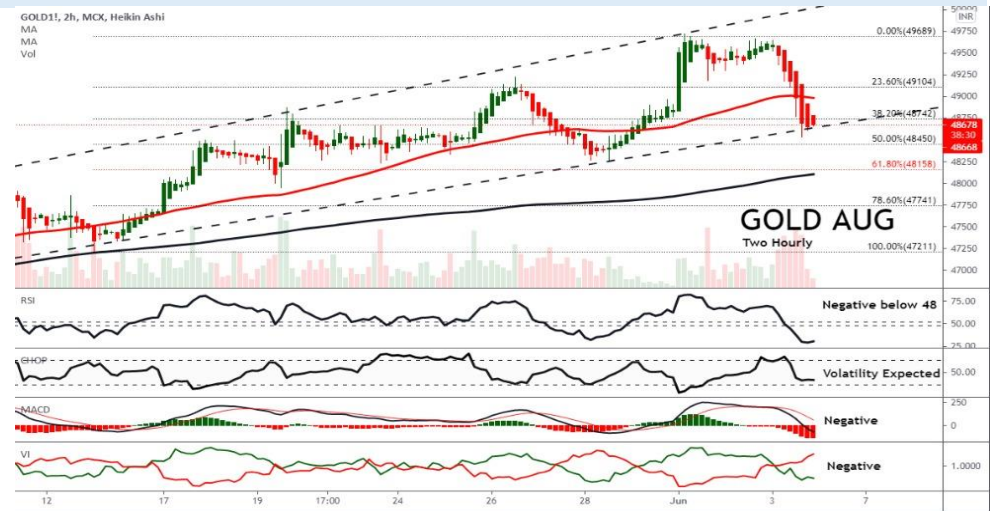 GOLD1!, 2h, MCX, Heikin Ashi
MA
MA
Vol
50000
INR
49750
0.00%(49689)
49500
49250
23.60%(49104)
49000
38.20%(48742)
48678
38:30
48668
50.00%(48450)
48250
61.80%(48158)
48000
78.60%(47741)
47750
GOLD AUG
47500
Two Hourly
100.00%(47211)
47250
47000
RSI
75.00
Negative below 48
50.00
25.00
CHOP
Volatility Expected
50.00
MACD
250
Negative
0
VI
Negative
1.0000
12 17 19 17:00 24 26 28 Jun 3 7